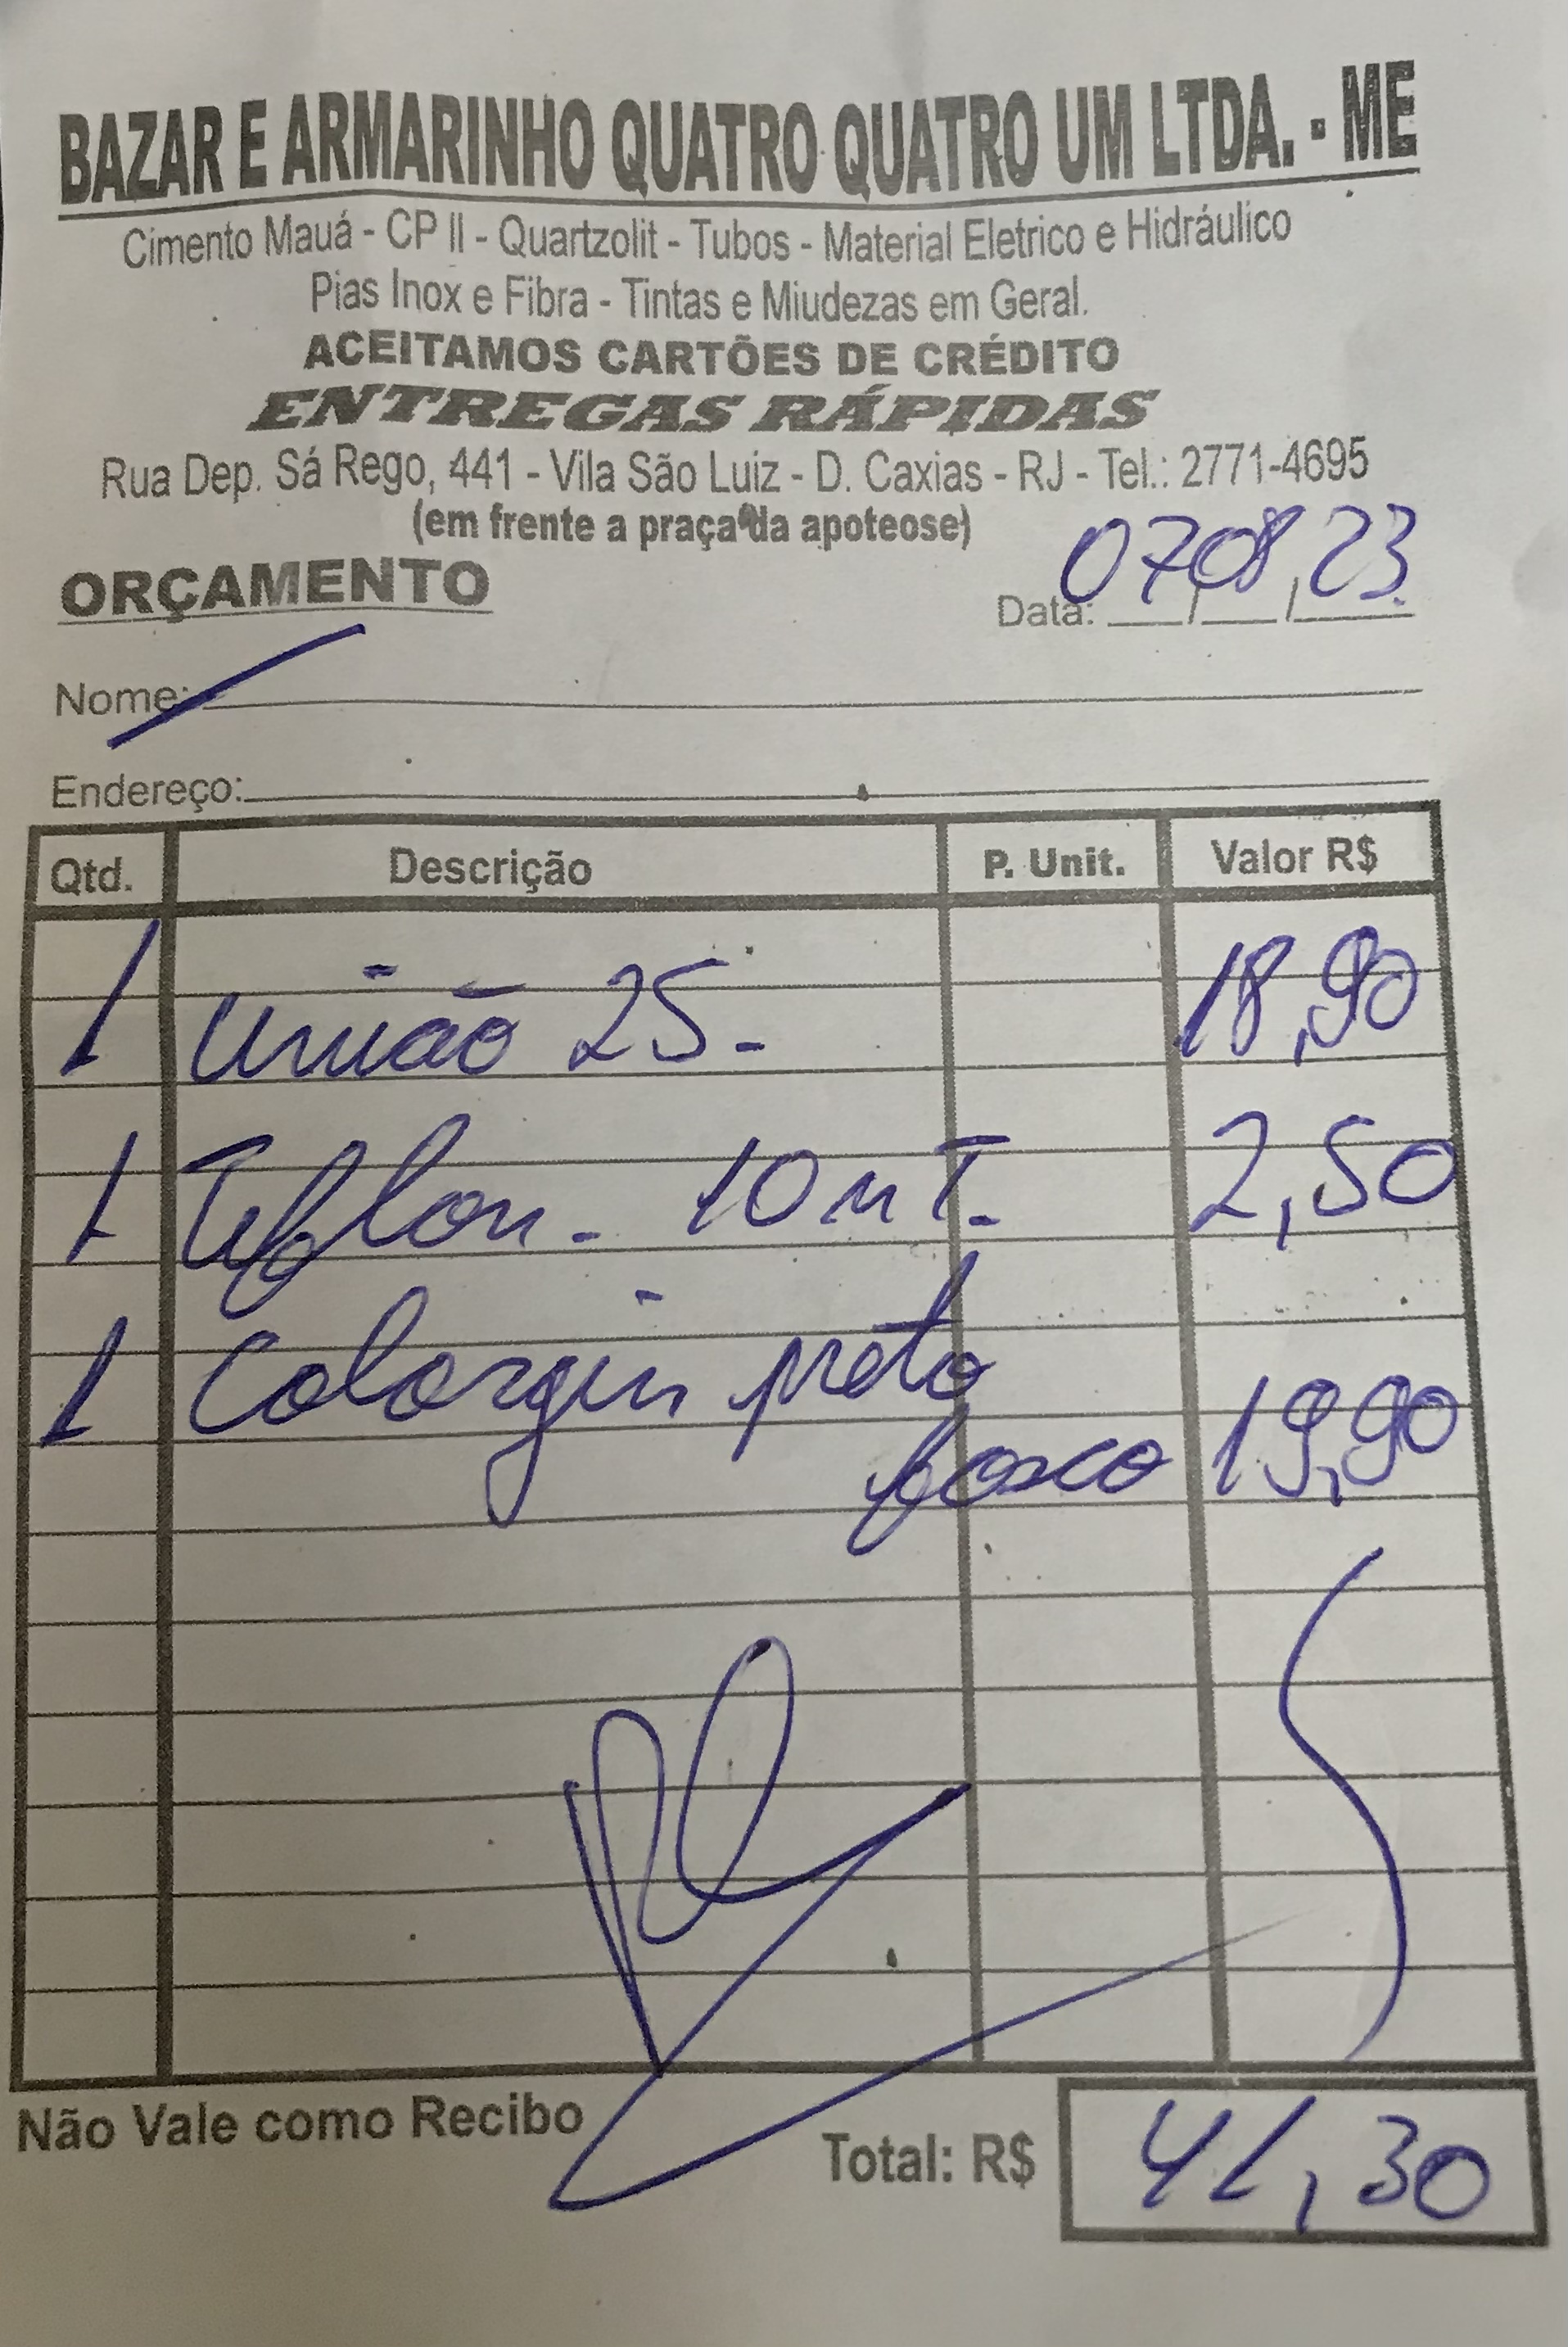 BAZAR E ARMARINHO QUATRO QUATRO UM LTDA. - ME
Cimento Mauá - CP II - Quartzolit - Tubos - Material Eletrico e Hidráulico
Pias Inox e Fibra - Tintas e Miudezas em Geral.
ACEITAMOS CARTÕES DE CRÉDITO
ENTREGAS RÁPIDAS
Rua Dep. Sá Rego, 441 - Vila São Luiz - D. Caxias - RJ - Tel.: 2771-4695
(em frente a praça da apoteose)
ORÇAMENTO Data: 07/08/23
Nome:
Endereço:
Qtd. Descrição P. Unit. Valor R$
1 União 25. 18,90
1 Teflon. 10 MT. 2,50
1 Colorgin preto
fosco 19,90
Não Vale como Recibo
Total: R$ 41,30